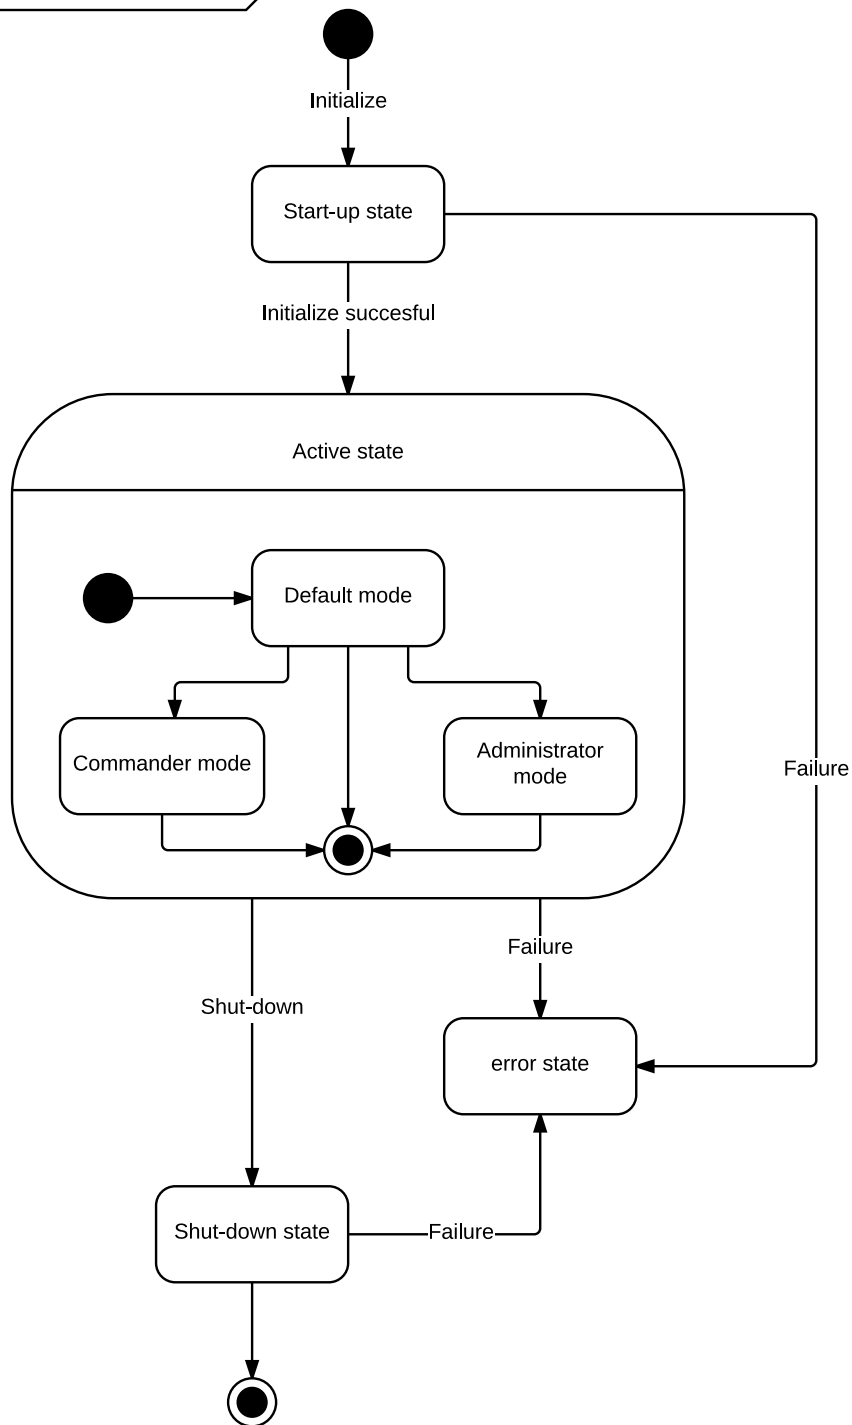 Initialize
Start-up state
Initialize succesful
Active state
Default mode
Commander mode
Administrator
mode
Failure
Failure
Shut-down
error state
Shut-down state
Failure